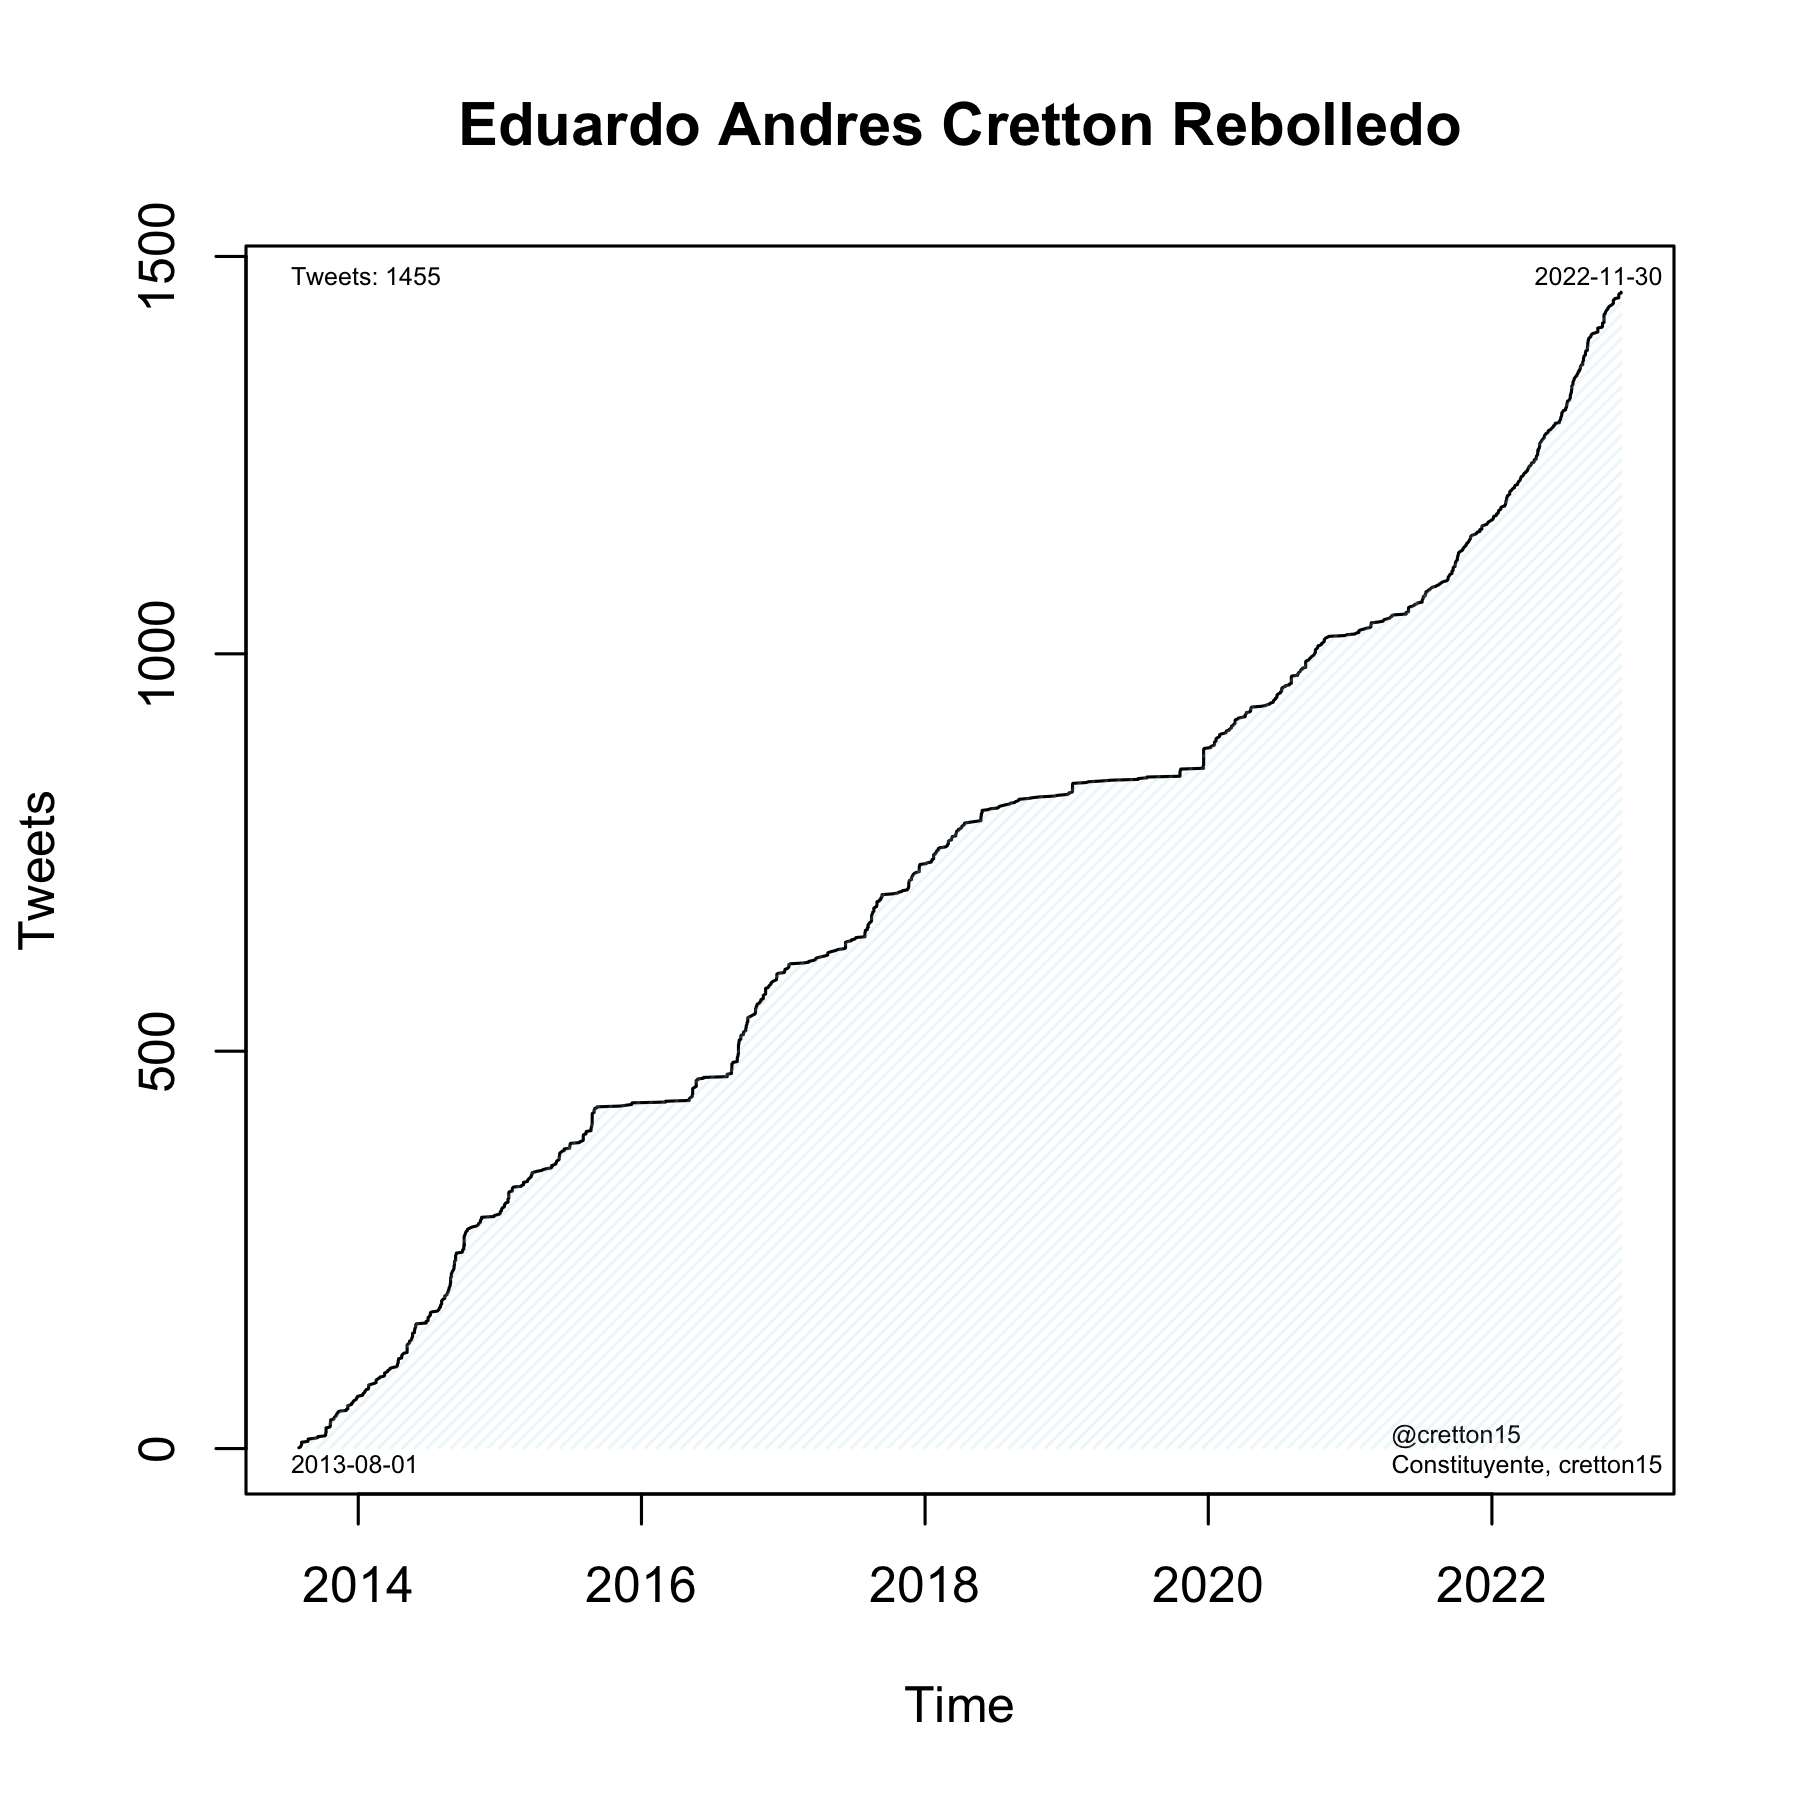 Eduardo Andres Cretton Rebolledo
Tweets: 1455
2022-11-30
1500
1000
500
0
Tweets
@cretton15
Constituyente, cretton15
2013-08-01
2014
2016
2018
2020
2022
Time